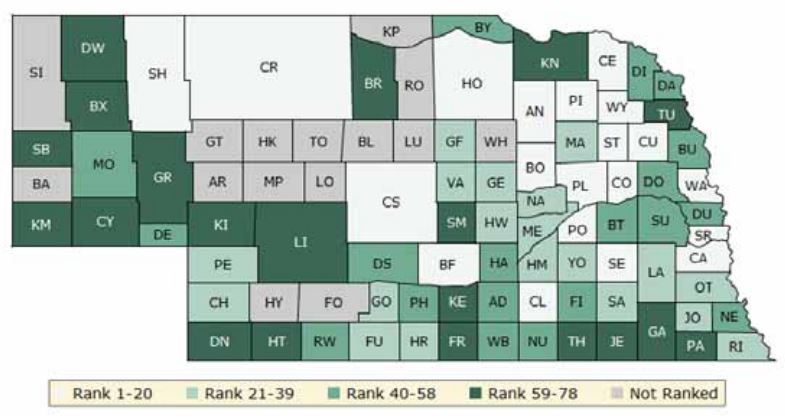 KP BY
DW KN CE
SI SH CR BR RO HO DI DA
BX AN PI WY TU
SB GT HK TO BL LU GF WH MA ST CU BU
MO BO
BA GR AR MP LO VA GE PL CO DO WA
CS NA
KM CY KI SM HW ME PO BT SU DU
DE LI SR
PE DS BF HA HM YO SE LA CA
OT
CH HY FO GO PH KE AD CL FI SA JO NE
GA
DN HT RW FU HR FR WB NU TH JE PA RI
Rank 1-20 Rank 21-39 Rank 40-58 Rank 59-78 Not Ranked